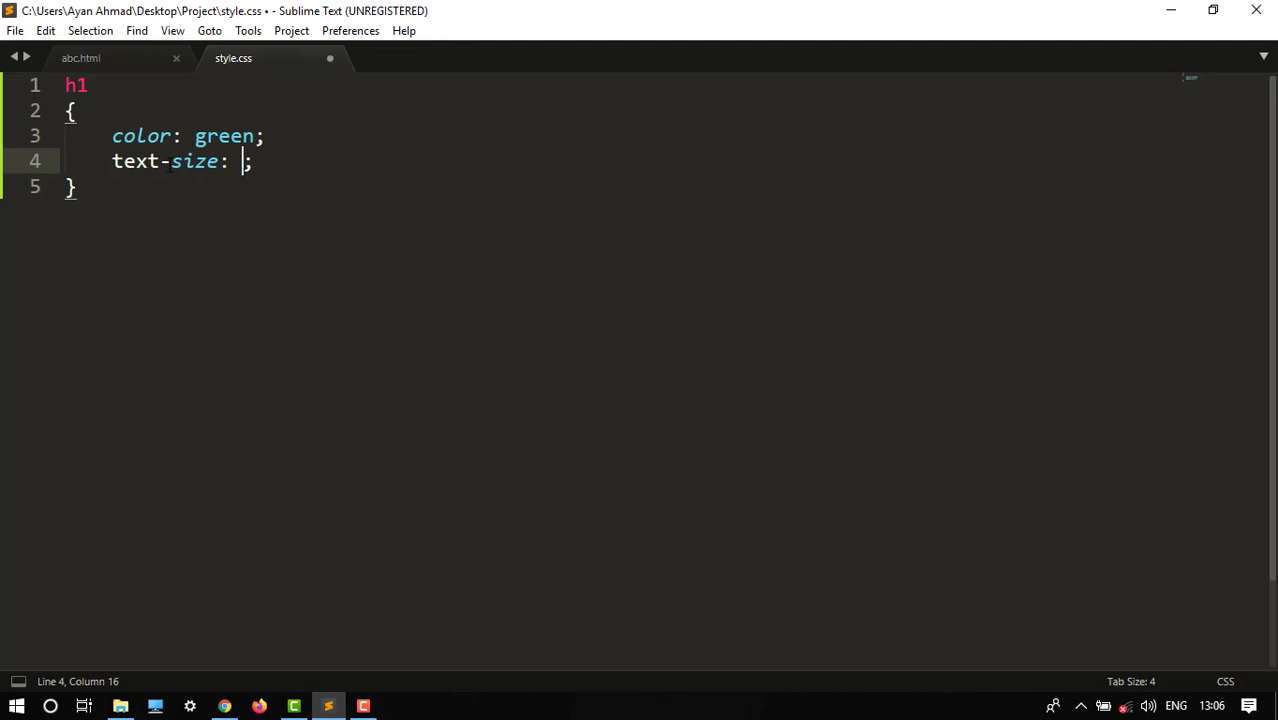 C:\Users\Ayan Ahmad\Desktop\Project\style.css • - Sublime Text (UNREGISTERED)
File Edit Selection Find View Goto Tools Project Preferences Help
abc.html style.css
1 h1
2 {
3 color: green;
4 text-size: ;
5 }
Line 4, Column 16 Tab Size: 4 CSS
ENG 13:06